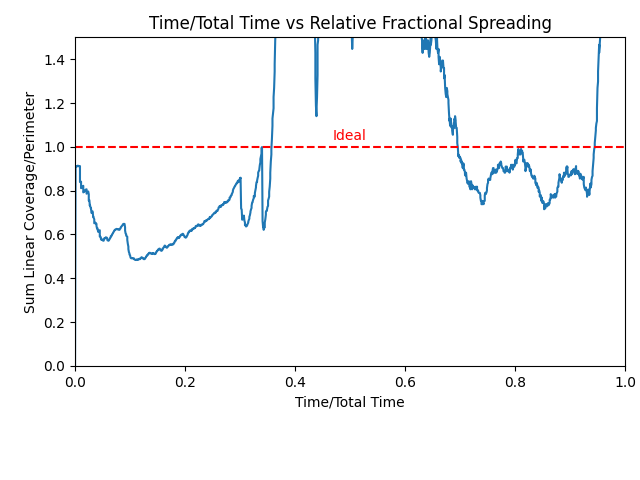 Time/Total Time vs Relative Fractional Spreading
Sum Linear Coverage/Perimeter
1.4
1.2
1.0
0.8
0.6
0.4
0.2
0.0
Ideal
0.0 0.2 0.4 0.6 0.8 1.0
Time/Total Time